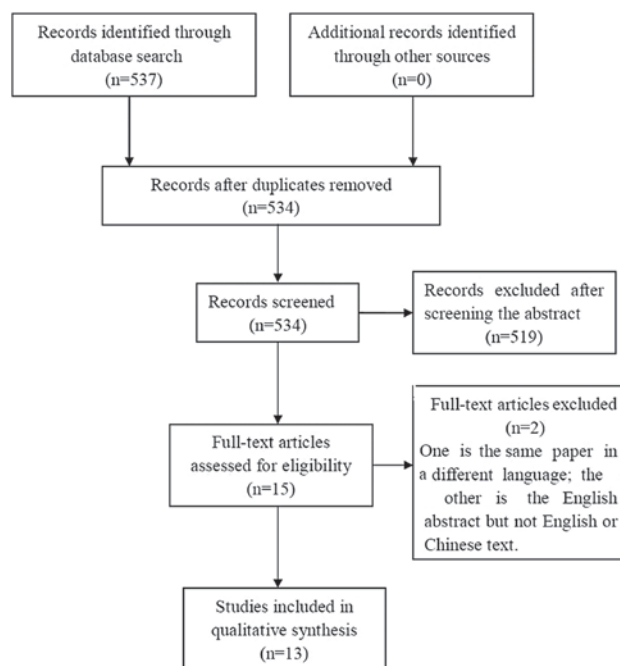 Records identified through
database search
(n=537)
Additional records identified
through other sources
(n=0)
Records after duplicates removed
(n=534)
Records screened
(n=534)
Records excluded after
screening the abstract
(n=519)
Full-text articles
assessed for eligibility
(n=15)
Full-text articles excluded
(n=2)
One is the same paper in
a different language; the
other is the English
abstract but not English or
Chinese text.
Studies included in
qualitative synthesis
(n=13)